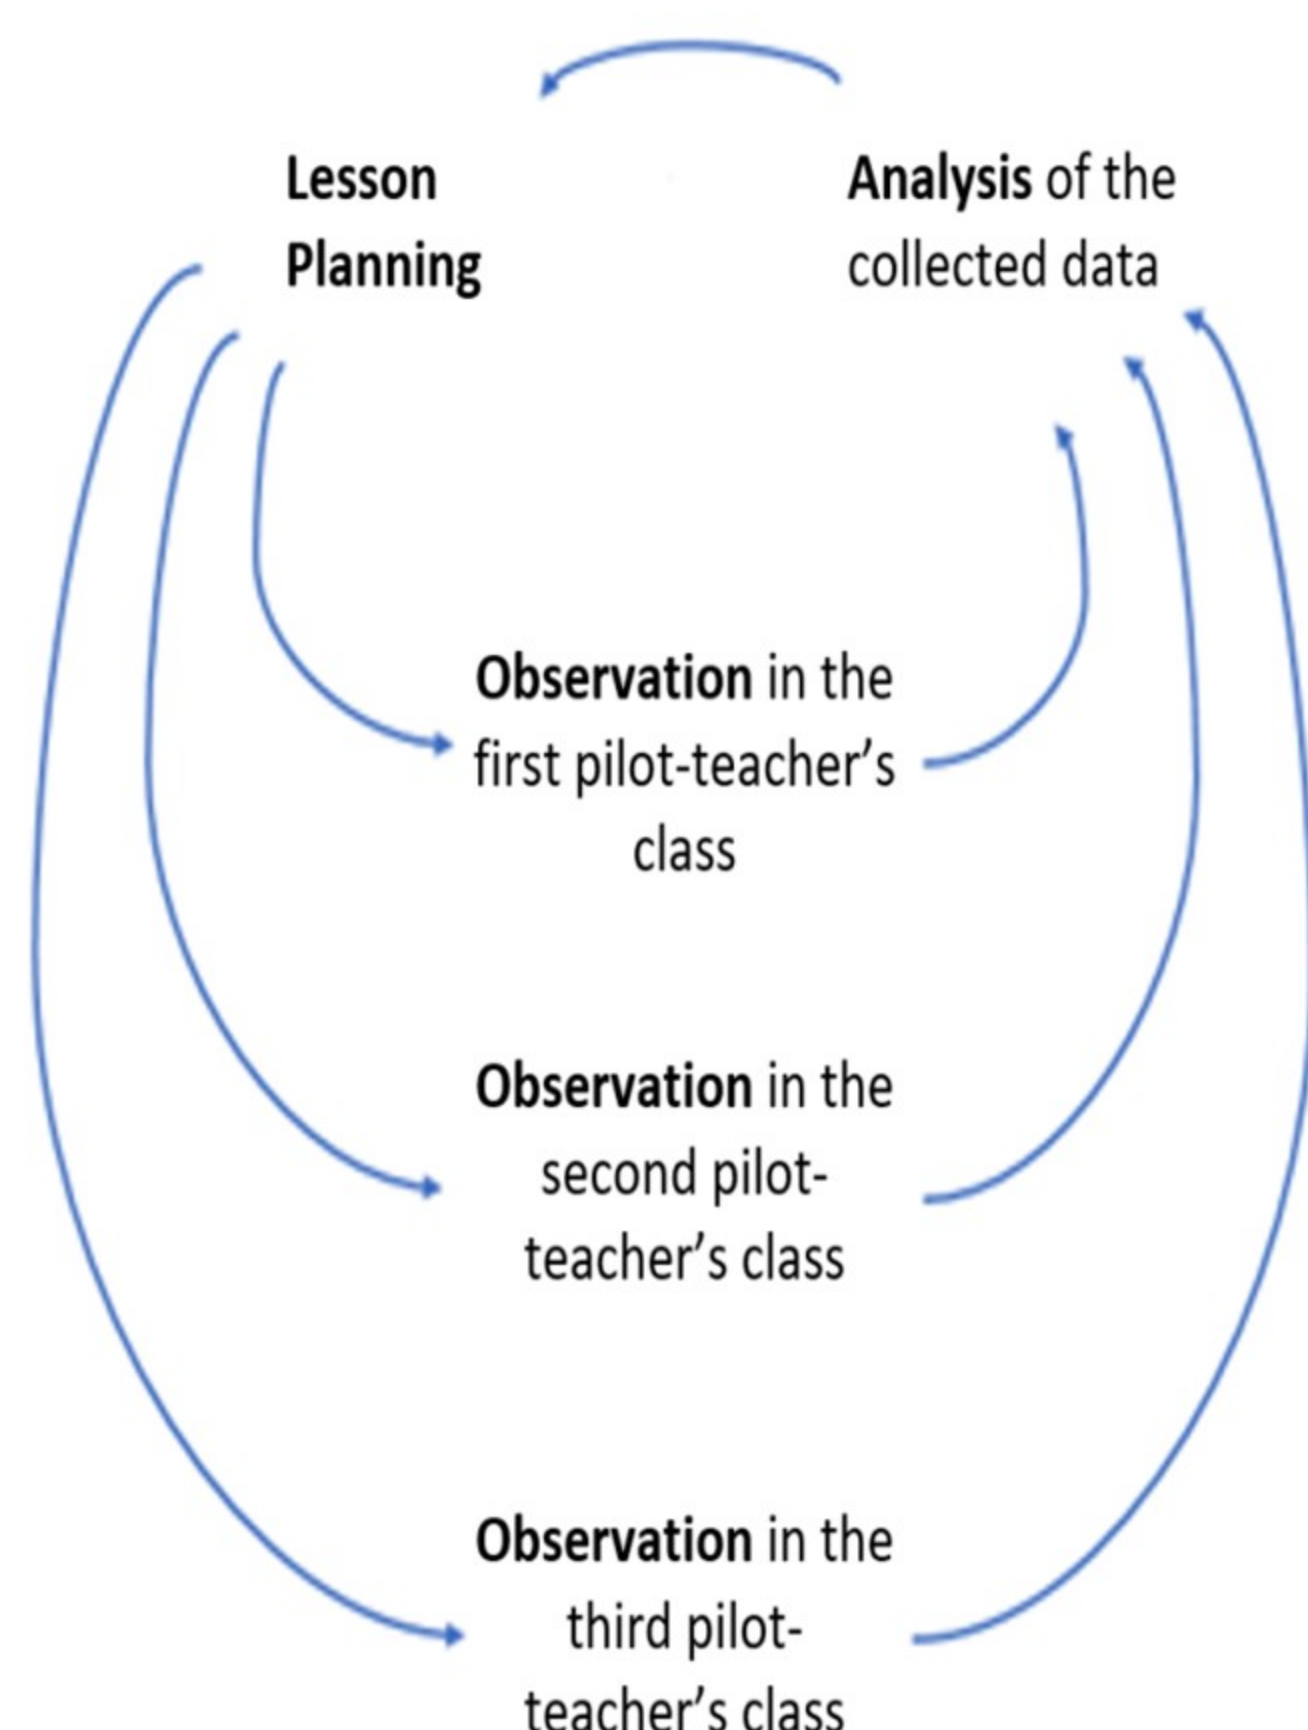 Lesson
Planning
Analysis of the
collected data
Observation in the
first pilot-teacher’s
class
Observation in the
second pilot-
teacher’s class
Observation in the
third pilot-
teacher’s class